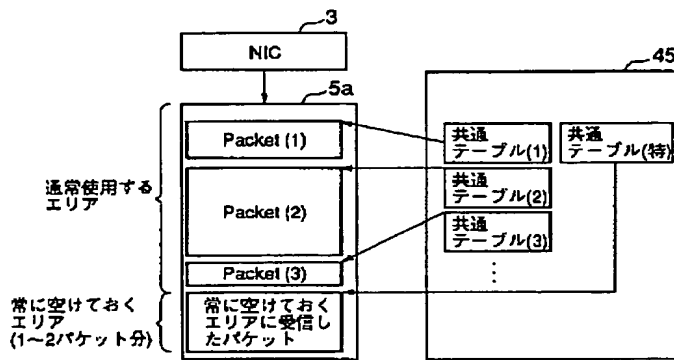 3
NIC
45
5a
Packet (1)
共通
テーブル(1)
共通
テーブル(特)
通常使用する
エリア
Packet (2)
共通
テーブル(2)
共通
テーブル(3)
Packet (3)
⋮
常に空けておく
エリア
(1~2パケット分)
常に空けておく
エリアに受信し
たパケット